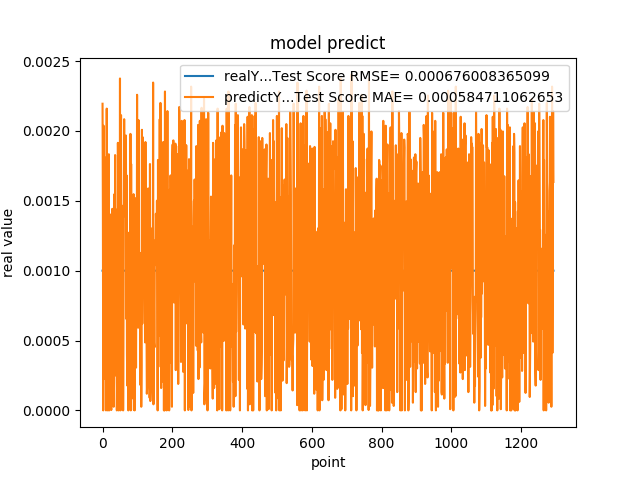 model predict
realY...Test Score RMSE= 0.000676008365099
predictY...Test Score MAE= 0.000584711062653
0.0025
0.0020
0.0015
0.0010
0.0005
0.0000
real value
0 200 400 600 800 1000 1200
point